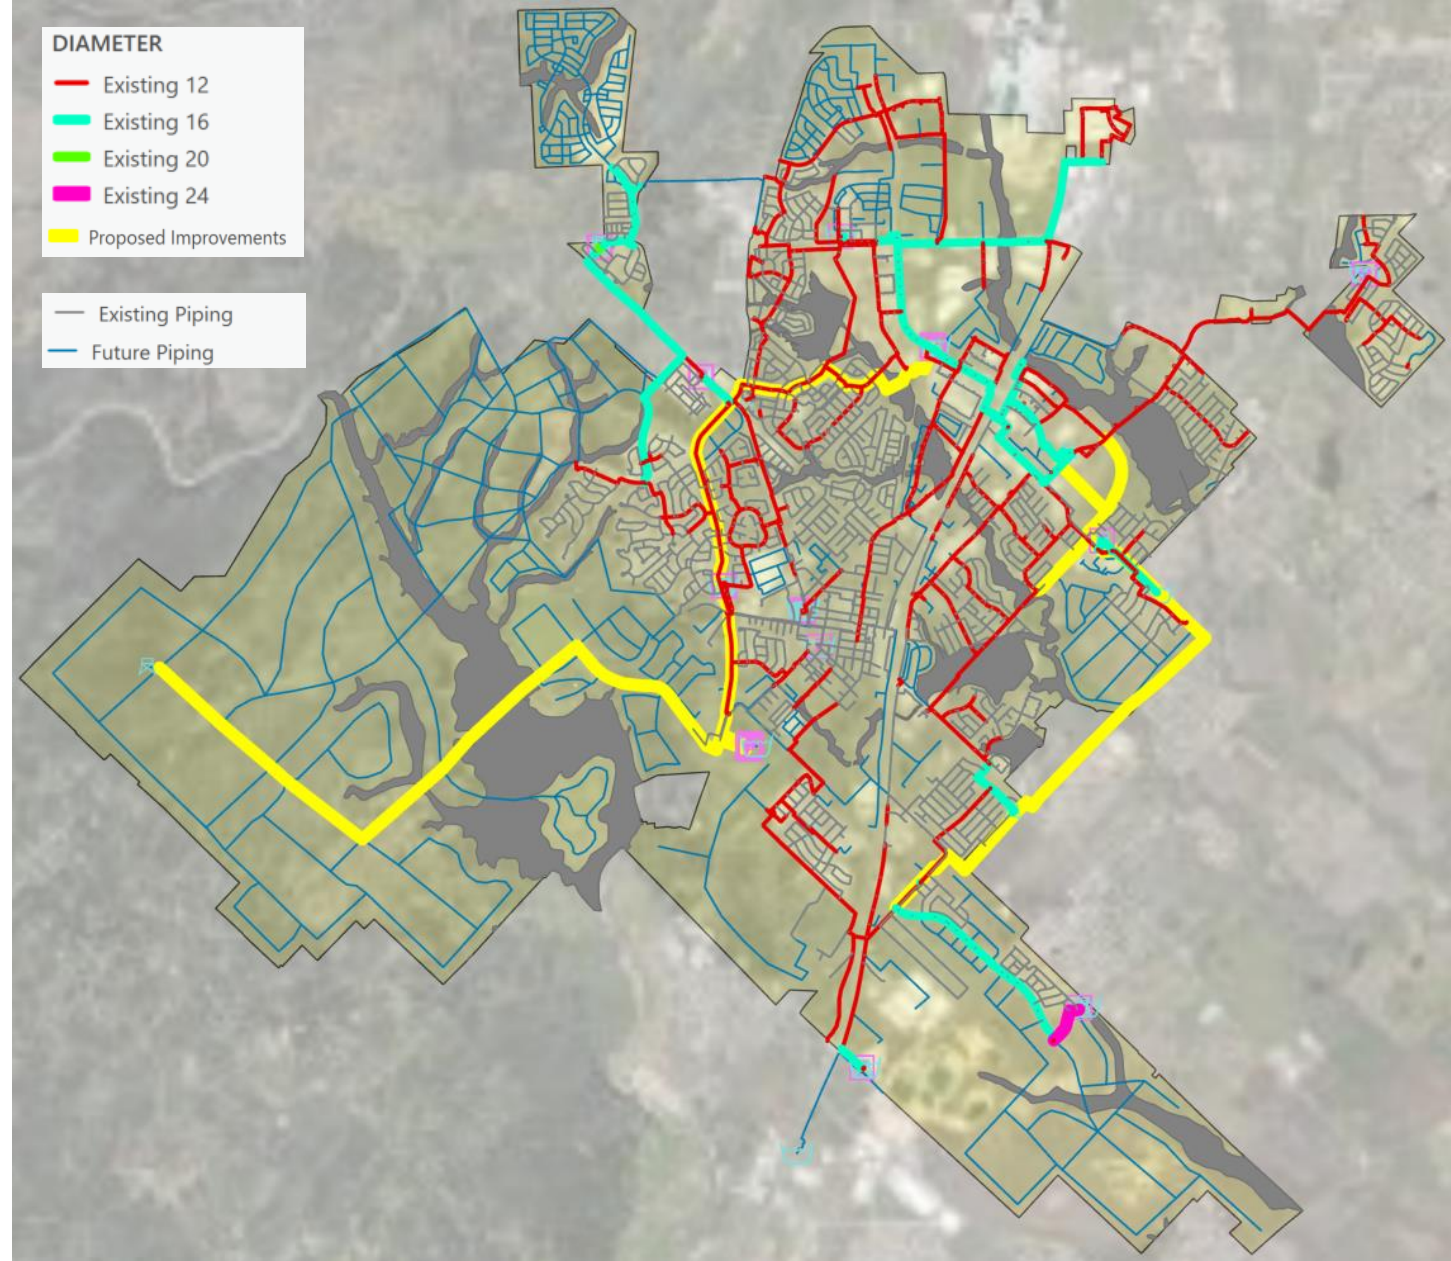 DIAMETER
Existing 12
Existing 16
Existing 20
Existing 24
Proposed Improvements
Existing Piping
Future Piping